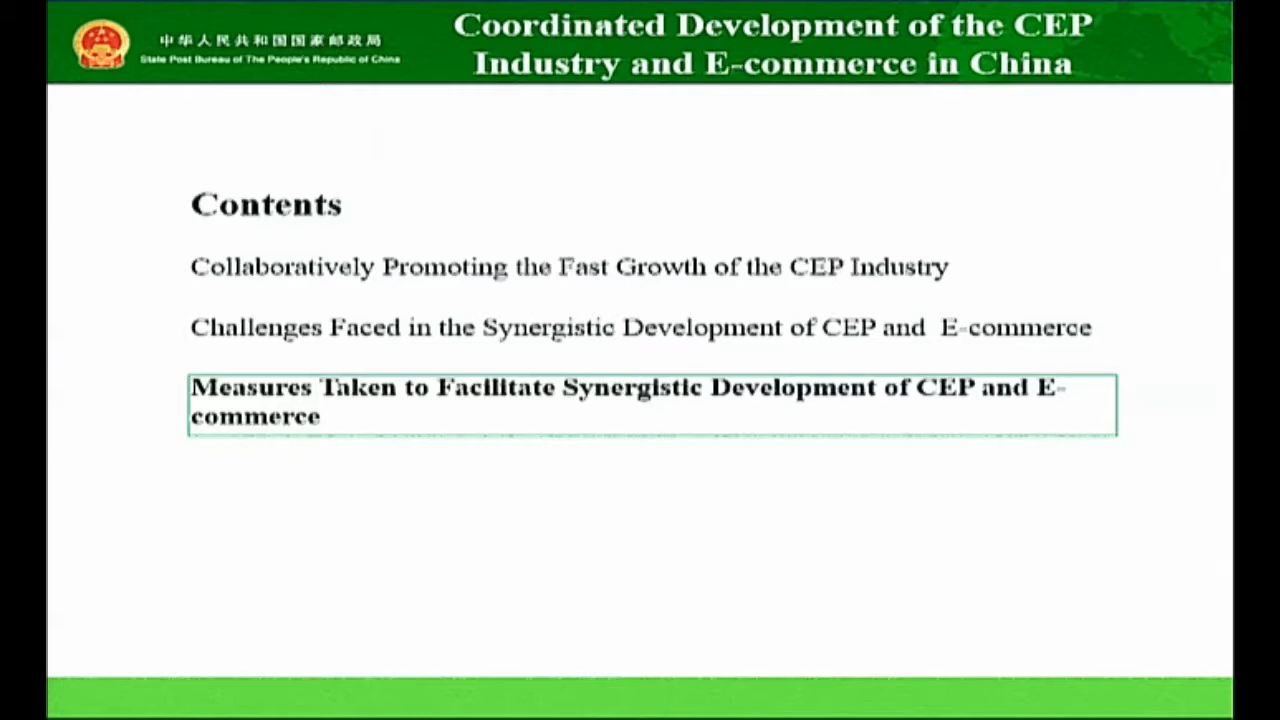 中华人民共和国国家邮政局
State Post Bureau of The People's Republic of China
Coordinated Development of the CEP
Industry and E-commerce in China
Contents
Collaboratively Promoting the Fast Growth of the CEP Industry
Challenges Faced in the Synergistic Development of CEP and E-commerce
Measures Taken to Facilitate Synergistic Development of CEP and E-
commerce